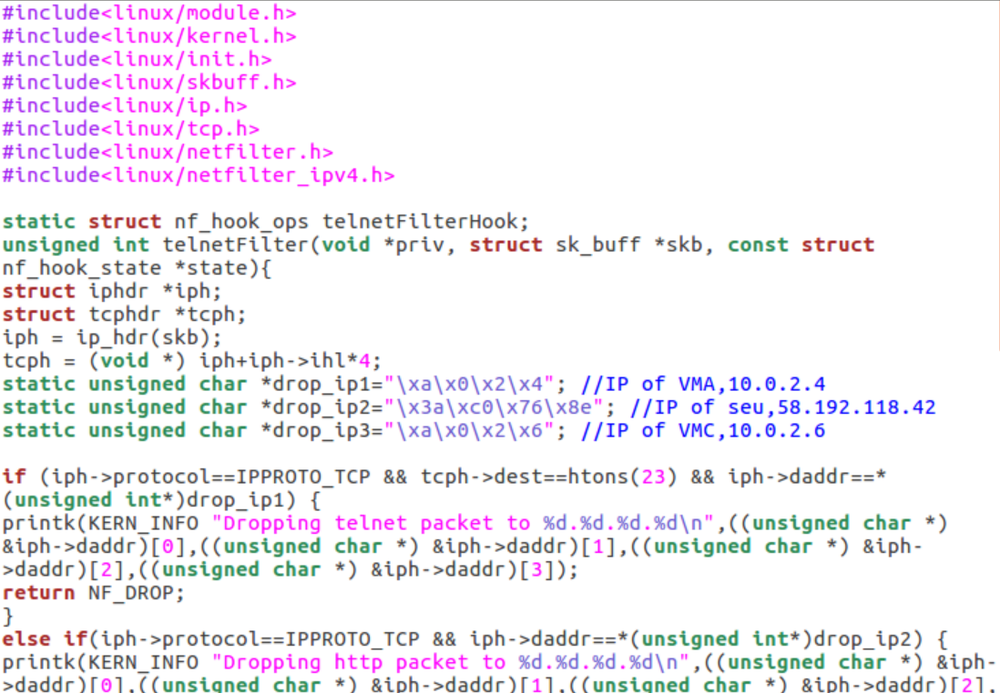 #include<linux/module.h>
#include<linux/kernel.h>
#include<linux/init.h>
#include<linux/skbuff.h>
#include<linux/ip.h>
#include<linux/tcp.h>
#include<linux/netfilter.h>
#include<linux/netfilter_ipv4.h>
static struct nf_hook_ops telnetFilterHook;
unsigned int telnetFilter(void *priv, struct sk_buff *skb, const struct
nf_hook_state *state){
struct iphdr *iph;
struct tcphdr *tcph;
iph = ip_hdr(skb);
tcph = (void *) iph+iph->ihl*4;
static unsigned char *drop_ip1="\xa\x0\x2\x4"; //IP of VMA,10.0.2.4
static unsigned char *drop_ip2="\x3a\xc0\x76\x8e"; //IP of seu,58.192.118.42
static unsigned char *drop_ip3="\xa\x0\x2\x6"; //IP of VMC,10.0.2.6
if (iph->protocol==IPPROTO_TCP && tcph->dest==htons(23) && iph->daddr==*
(unsigned int*)drop_ip1) {
printk(KERN_INFO "Dropping telnet packet to %d.%d.%d.%d\n",((unsigned char *)
&iph->daddr)[0],((unsigned char *) &iph->daddr)[1],((unsigned char *) &iph-
>daddr)[2],((unsigned char *) &iph->daddr)[3]);
return NF_DROP;
}
else if(iph->protocol==IPPROTO_TCP && iph->daddr==*(unsigned int*)drop_ip2) {
printk(KERN_INFO "Dropping http packet to %d.%d.%d.%d\n",((unsigned char *) &iph-
>daddr)[0],((unsigned char *) &iph->daddr)[1],((unsigned char *) &iph->daddr)[2],